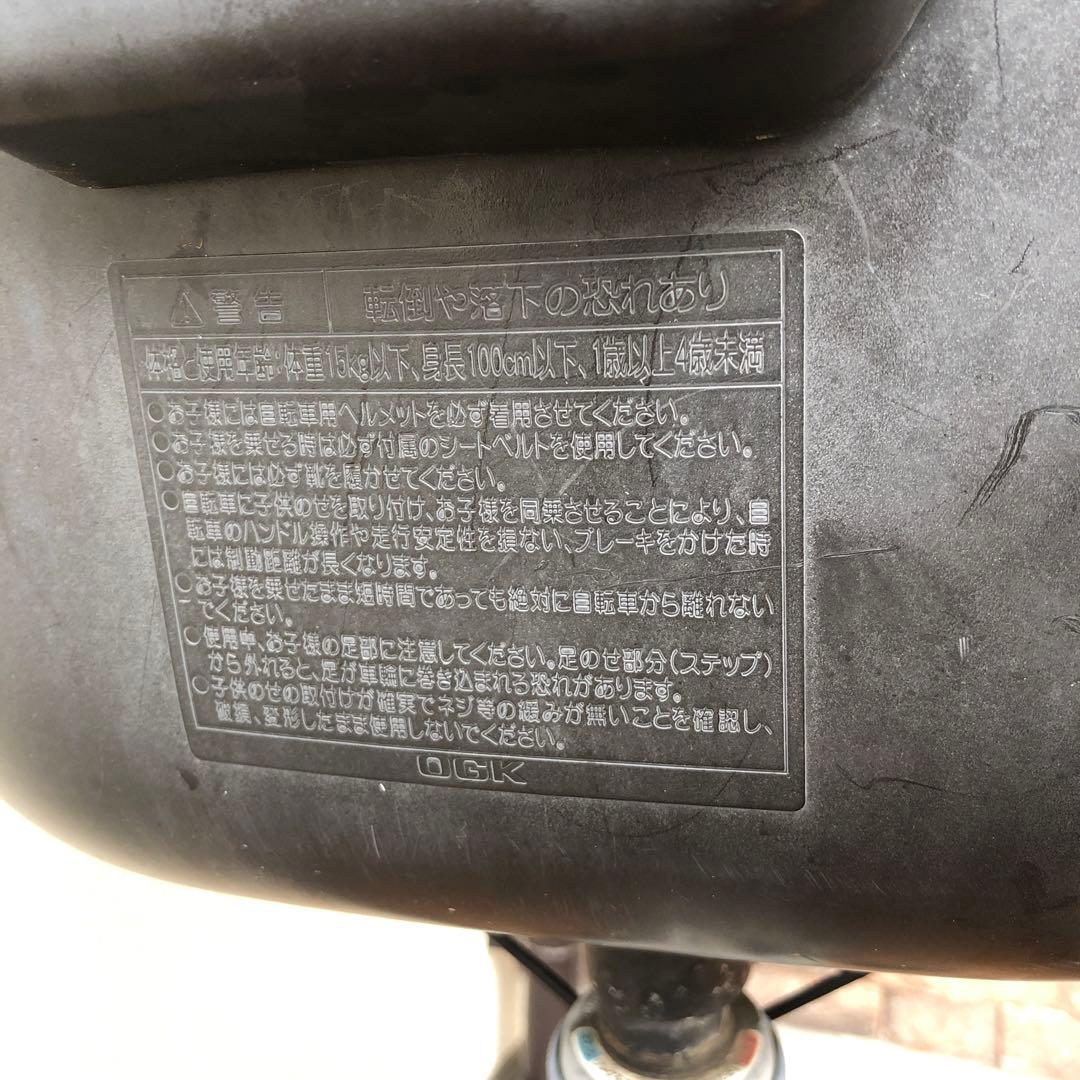 ⚠ 警告 転倒や落下の恐れあり
体格と使用年齢:体重15kg以下、身長100cm以下、1歳以上4歳未満
●お子様には自転車用ヘルメットを必ず着用させてください。
●お子様を乗せる時は必ず付属のシートベルトを使用してください。
●お子様には必ず靴を履かせてください。
●自転車に子供のせを取り付け、お子様を同乗させることにより、自
転車のハンドル操作や走行安定性を損ない、ブレーキをかけた時
には制動距離が長くなります。
●お子様を乗せたまま短時間であっても絶対に自転車から離れない
でください。
●使用中、お子様の足部に注意してください。足のせ部分(ステップ)
から外れると、足が車輪に巻き込まれる恐れがあります。
●子供のせの取付けが確実でネジ等の緩みが無いことを確認し、
破損、変形したまま使用しないでください。
OGK